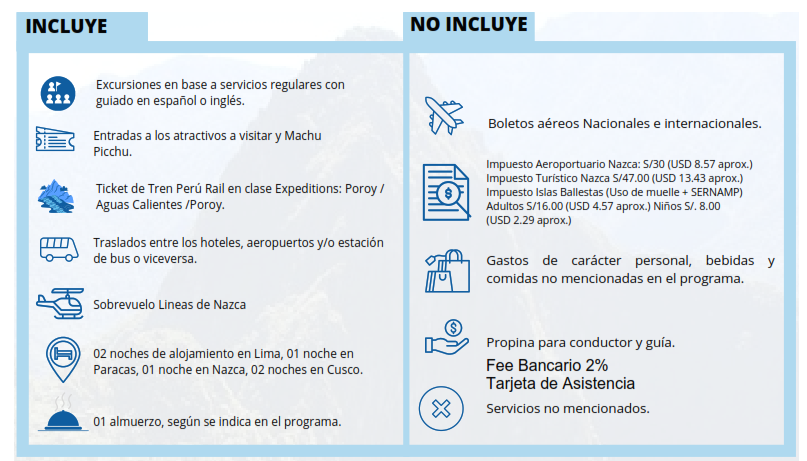 INCLUYE
Excursiones en base a servicios regulares con
guiado en español o inglés.
Entradas a los atractivos a visitar y Machu
Picchu.
Ticket de Tren Perú Rail en clase Expeditions: Poroy /
Aguas Calientes /Poroy.
Traslados entre los hoteles, aeropuertos y/o estación
de bus o viceversa.
Sobrevuelo Lineas de Nazca
02 noches de alojamiento en Lima, 01 noche en
Paracas, 01 noche en Nazca, 02 noches en Cusco.
01 almuerzo, según se indica en el programa.
NO INCLUYE
Boletos aéreos Nacionales e internacionales.
Impuesto Aeroportuario Nazca: S/30 (USD 8.57 aprox.)
Impuesto Turístico Nazca S/47.00 (USD 13.43 aprox.)
Impuesto Islas Ballestas (Uso de muelle + SERNAMP)
Adultos S/16.00 (USD 4.57 aprox.) Niños S/. 8.00
(USD 2.29 aprox.)
Gastos de carácter personal, bebidas y
comidas no mencionadas en el programa.
Propina para conductor y guía.
Fee Bancario 2%
Tarjeta de Asistencia
Servicios no mencionados.